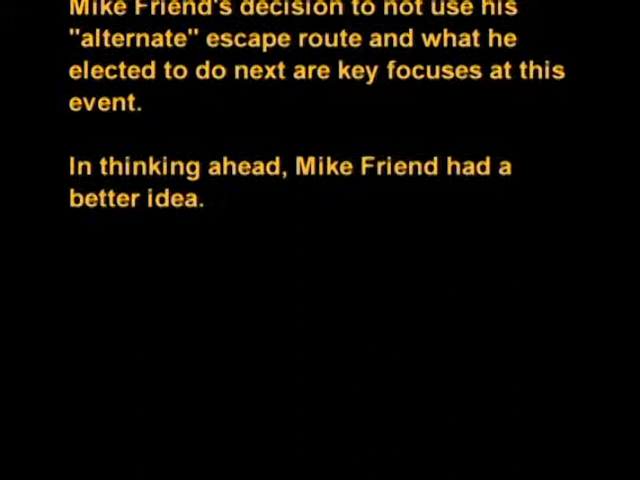 Mike Friend's decision to not use his
"alternate" escape route and what he
elected to do next are key focuses at this
event.
In thinking ahead, Mike Friend had a
better idea.